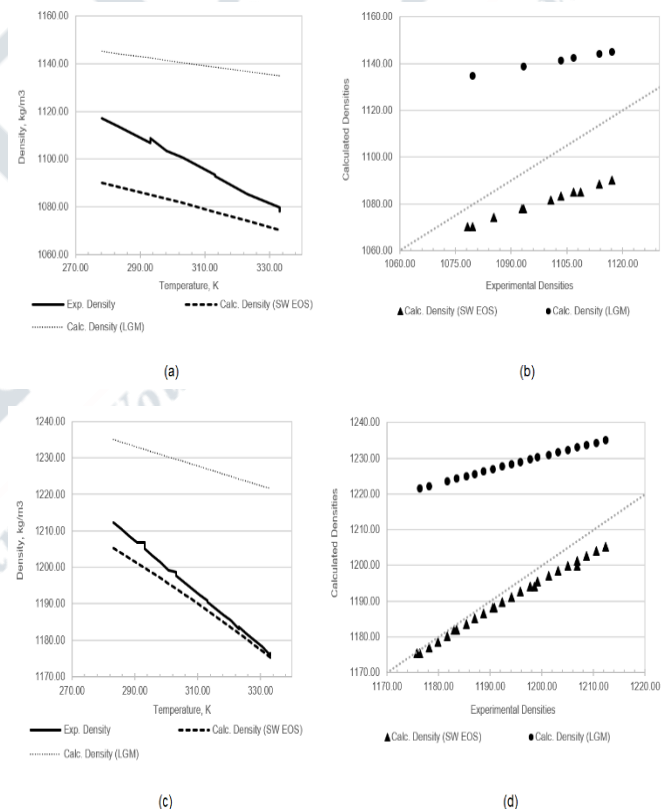 1160.00
1140.00
1120.00
1100.00
1080.00
1060.00
Density, kg/m3
270.00 290.00 310.00 330.00
Temperature, K
Exp. Density Calc. Density (SW EOS)
Calc. Density (LGM)
(a)
1160.00
1140.00
1120.00
1100.00
1080.00
1060.00
Calculated Densities
1060.00 1075.00 1090.00 1105.00 1120.00
Experimental Densities
Calc. Density (SW EOS) Calc. Density (LGM)
(b)
1240.00
1230.00
1220.00
1210.00
1200.00
1190.00
1180.00
1170.00
Density, kg/m3
270.00 290.00 310.00 330.00
Temperature, K
Exp. Density Calc. Density (SW EOS)
Calc. Density (LGM)
(c)
1240.00
1230.00
1220.00
1210.00
1200.00
1190.00
1180.00
1170.00
Calculated Densities
1170.00 1180.00 1190.00 1200.00 1210.00 1220.00
Experimental Densities
Calc. Density (SW EOS) Calc. Density (LGM)
(d)